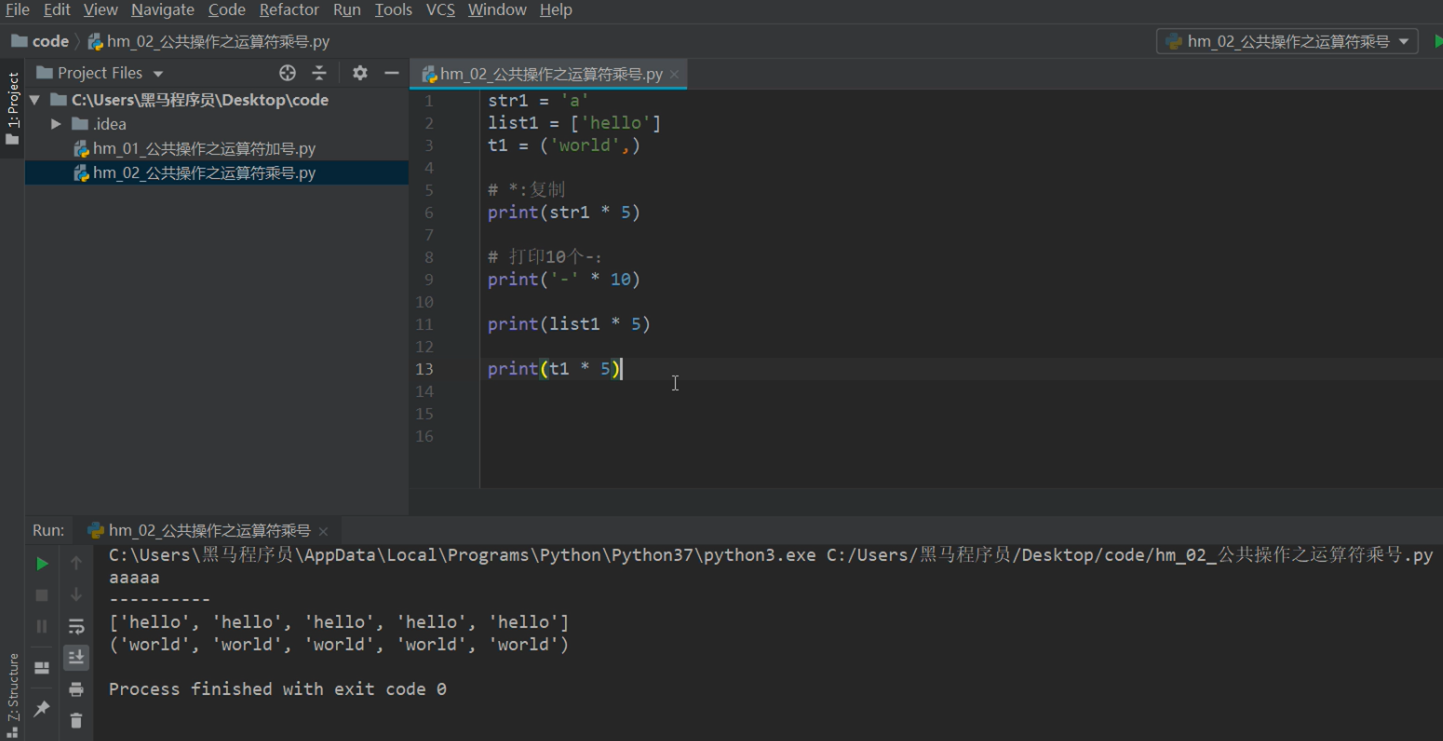 File Edit View Navigate Code Refactor Run Tools VCS Window Help
code hm_02_公共操作之运算符乘号.py hm_02_公共操作之运算符乘号
1: Project
Project Files
hm_02_公共操作之运算符乘号.py
C:\Users\黑马程序员\Desktop\code
.idea
hm_01_公共操作之运算符加号.py
hm_02_公共操作之运算符乘号.py
1 str1 = 'a'
2 list1 = ['hello']
3 t1 = ('world',)
4
5 # *:复制
6 print(str1 * 5)
7
8 # 打印10个-:
9 print('-' * 10)
10
11 print(list1 * 5)
12
13 print(t1 * 5)
14
15
16
Run: hm_02_公共操作之运算符乘号
C:\Users\黑马程序员\AppData\Local\Programs\Python\Python37\python3.exe C:/Users/黑马程序员/Desktop/code/hm_02_公共操作之运算符乘号.py
aaaaa
----------
['hello', 'hello', 'hello', 'hello', 'hello']
('world', 'world', 'world', 'world', 'world')
Process finished with exit code 0
Z: Structure